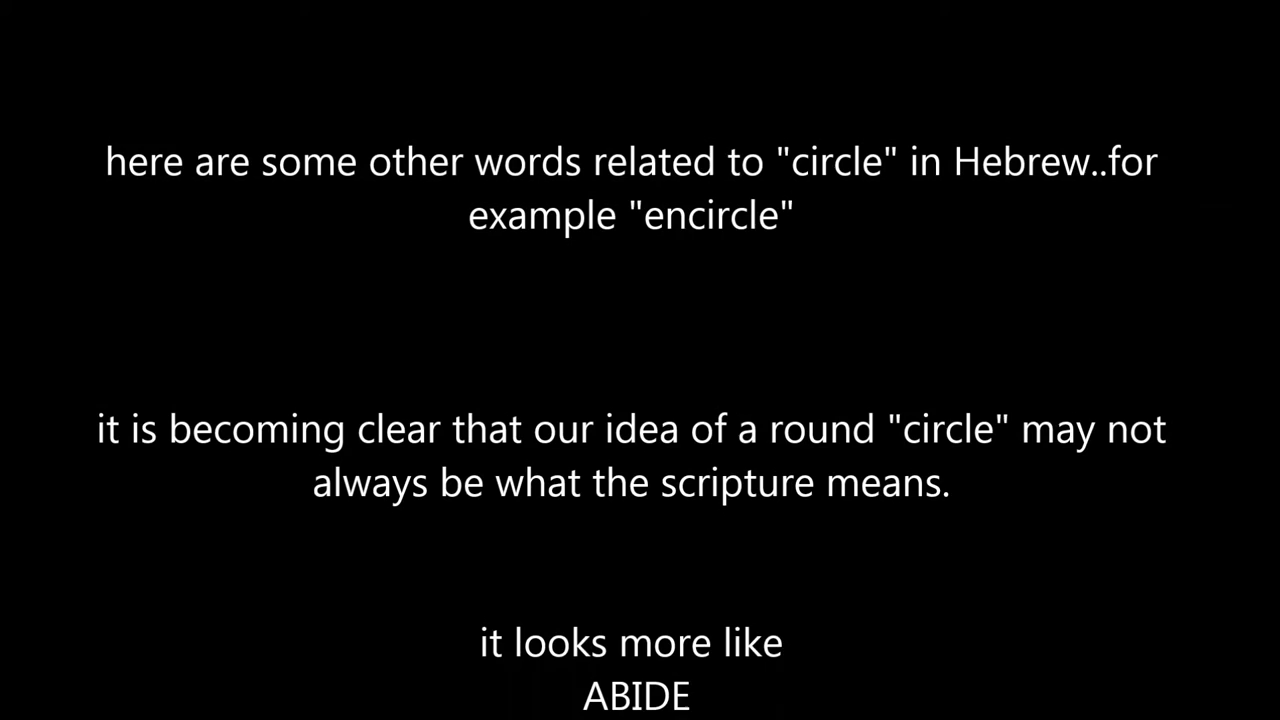 here are some other words related to "circle" in Hebrew..for
example "encircle"
it is becoming clear that our idea of a round "circle" may not
always be what the scripture means.
it looks more like
ABIDE